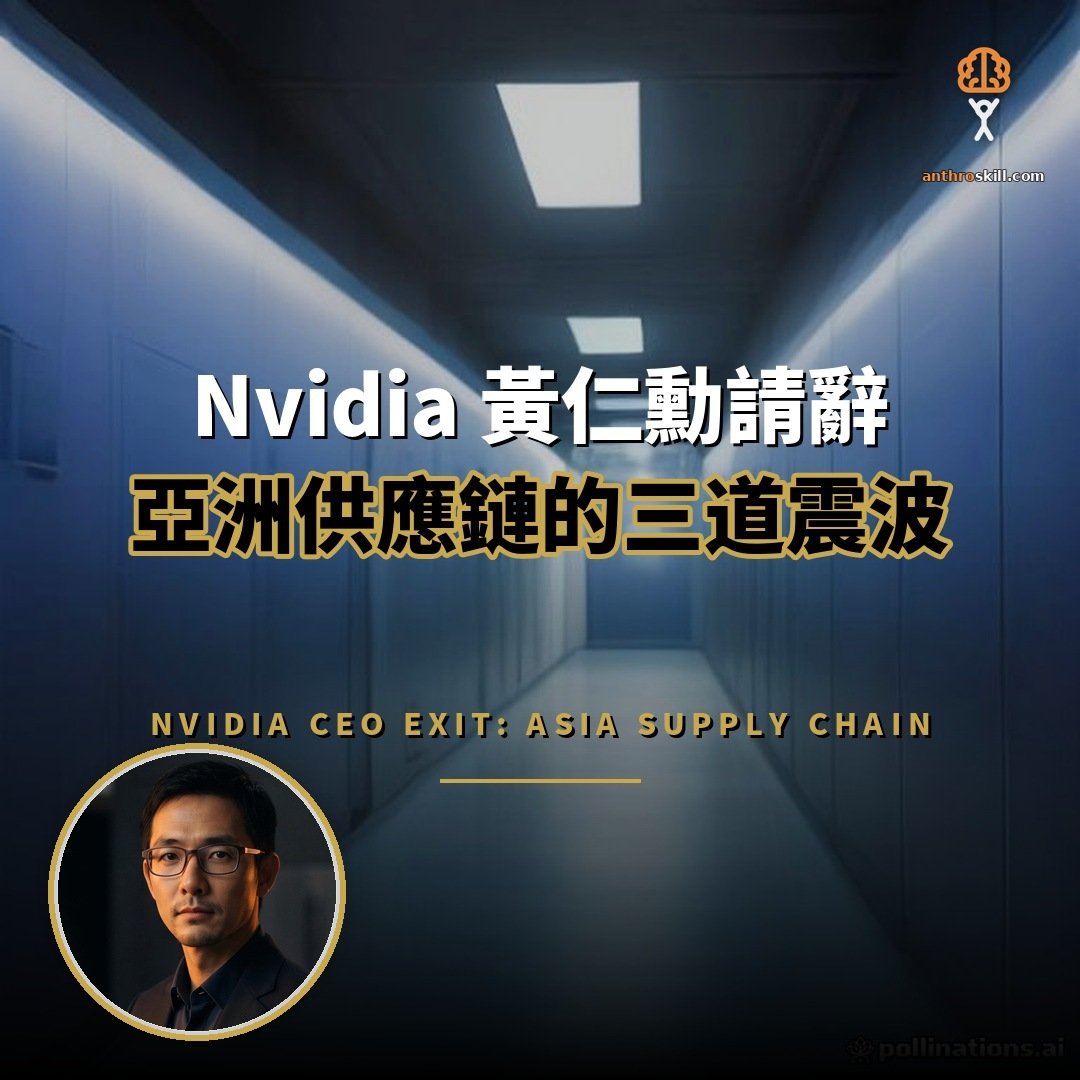 anthroskill.com
Nvidia 黃仁勳請辭
亞洲供應鏈的三道震波
NVIDIA CEO EXIT: ASIA SUPPLY CHAIN
pollinations.ai